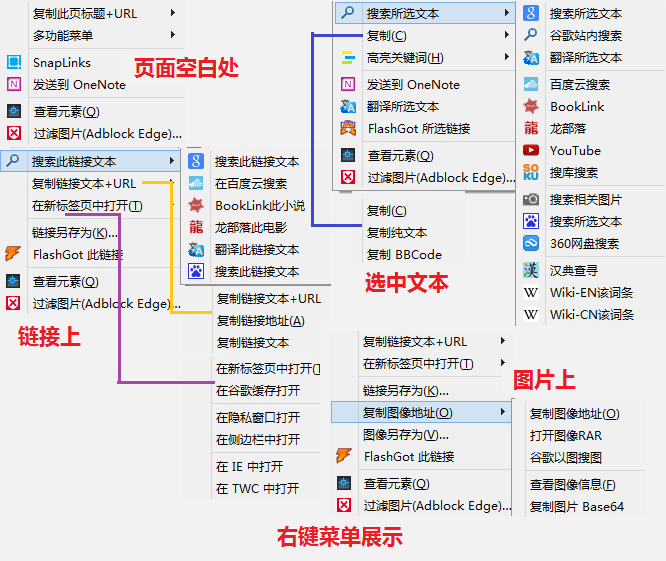 复制此页标题+URL
多功能菜单
SnapLinks
发送到 OneNote
查看元素(Q)
过滤图片(Adblock Edge)...
页面空白处
搜索所选文本
复制(C)
高亮关键词(H)
发送到 OneNote
翻译所选文本
FlashGot 所选链接
查看元素(Q)
过滤图片(Adblock Edge)...
复制(C)
复制纯文本
复制 BBCode
选中文本
搜索所选文本
谷歌站内搜索
翻译所选文本
百度云搜索
BookLink
龙部落
YouTube
搜库搜索
搜索相关图片
搜索所选文本
360网盘搜索
汉典查寻
Wiki-EN该词条
Wiki-CN该词条
搜索此链接文本
复制链接文本+URL
在新标签页中打开(T)
链接另存为(K)...
FlashGot 此链接
查看元素(Q)
过滤图片(Adblock Edge)...
链接上
搜索此链接文本
在百度云搜索
BookLink此小说
龙部落此电影
翻译此链接文本
搜索此链接文本
复制链接文本+URL
复制链接地址(A)
复制链接文本
在新标签页中打开(T
在谷歌缓存打开
在隐私窗口打开
在侧边栏中打开
在 IE 中打开
在 TWC 中打开
复制链接文本+URL
在新标签页中打开(T)
链接另存为(K)...
复制图像地址(O)
图像另存为(V)...
FlashGot 此链接
查看元素(Q)
过滤图片(Adblock Edge)...
图片上
复制图像地址(O)
打开图像RAR
谷歌以图搜图
查看图像信息(F)
复制图片 Base64
右键菜单展示